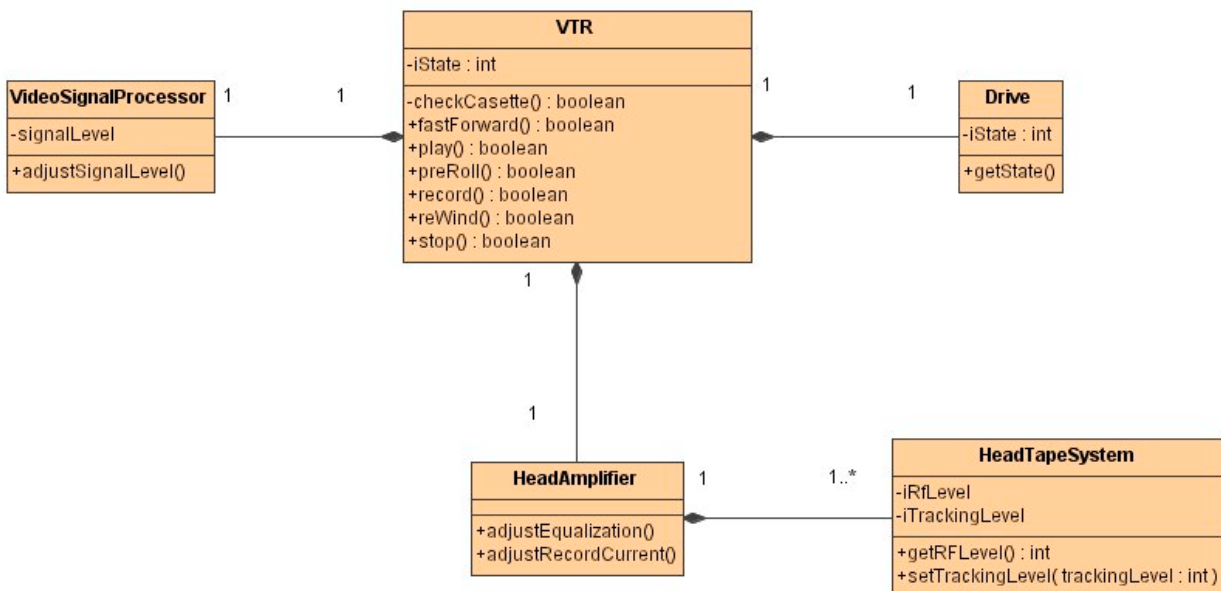 VTR
-iState : int
-checkCasette() : boolean
+fastForward() : boolean
+play() : boolean
+preRoll() : boolean
+record() : boolean
+reWind() : boolean
+stop() : boolean
VideoSignalProcessor
-signalLevel
+adjustSignalLevel()
1
1
1
1
Drive
-iState : int
+getState()
1
1
HeadAmplifier
+adjustEqualization()
+adjustRecordCurrent()
1
1..*
HeadTapeSystem
-iRfLevel
-iTrackingLevel
+getRFLevel() : int
+setTrackingLevel( trackingLevel : int )